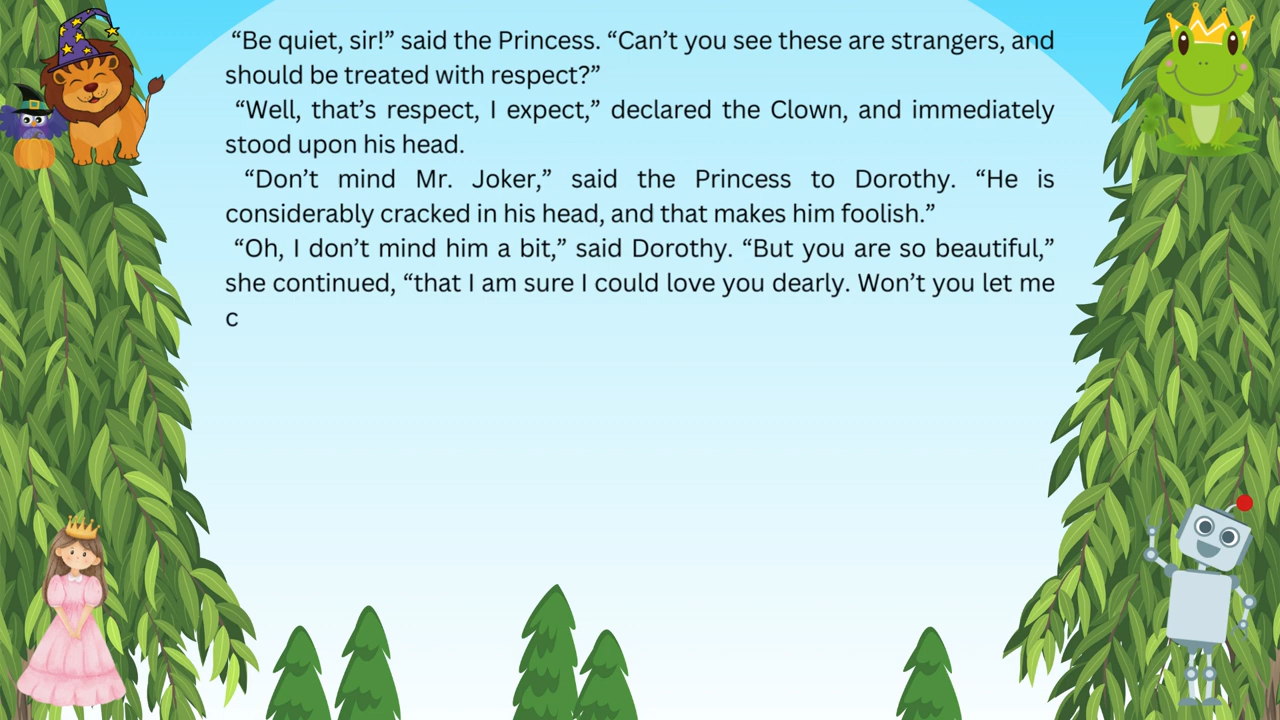 “Be quiet, sir!” said the Princess. “Can’t you see these are strangers, and
should be treated with respect?”
“Well, that’s respect, I expect,” declared the Clown, and immediately
stood upon his head.
“Don’t mind Mr. Joker,” said the Princess to Dorothy. “He is
considerably cracked in his head, and that makes him foolish.”
“Oh, I don’t mind him a bit,” said Dorothy. “But you are so beautiful,”
she continued, “that I am sure I could love you dearly. Won’t you let me
c